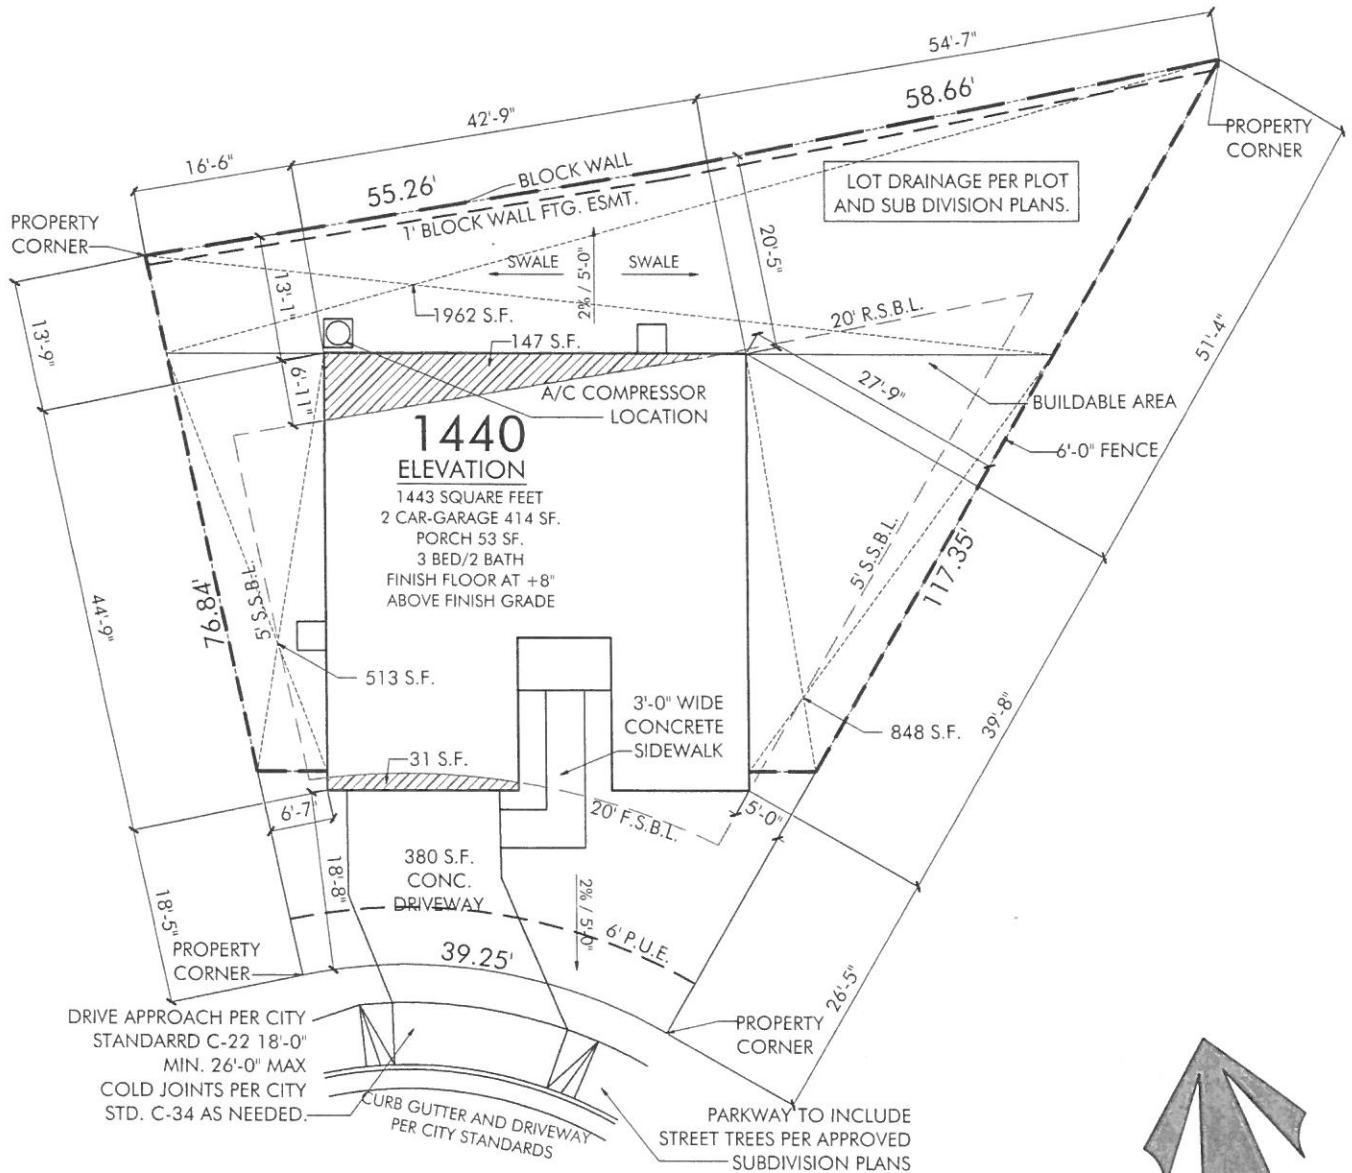 54'-7"
58.66'
42'-9"
PROPERTY
CORNER
16'-6"
BLOCK WALL
55.26'
1' BLOCK WALL FTG. ESMT.
LOT DRAINAGE PER PLOT
AND SUB DIVISION PLANS.
PROPERTY
CORNER
20'-5"
SWALE
SWALE
2% / 5'-0"
13'-1"
1962 S.F.
20' R.S.B.L.
13'-9"
147 S.F.
51'-4"
6'-11"
27'-9"
A/C COMPRESSOR
LOCATION
BUILDABLE AREA
1440
ELEVATION
6'-0" FENCE
1443 SQUARE FEET
2 CAR-GARAGE 414 SF.
PORCH 53 SF.
3 BED/2 BATH
FINISH FLOOR AT +8"
ABOVE FINISH GRADE
5' S.S.B.L.
117.35'
76.84'
5' S.S.B.L.
44'-9"
513 S.F.
3'-0" WIDE
CONCRETE
SIDEWALK
39'-8"
848 S.F.
31 S.F.
6'-7"
20' F.S.B.L.
5'-0"
380 S.F.
CONC.
DRIVEWAY
18'-8"
18'-5"
2% / 5'-0"
6' P.U.E.
39.25'
PROPERTY
CORNER
26'-5"
DRIVE APPROACH PER CITY
STANDARRD C-22 18'-0"
MIN. 26'-0" MAX
COLD JOINTS PER CITY
STD. C-34 AS NEEDED.
PROPERTY
CORNER
CURB GUTTER AND DRIVEWAY
PER CITY STANDARDS
PARKWAY TO INCLUDE
STREET TREES PER APPROVED
SUBDIVISION PLANS